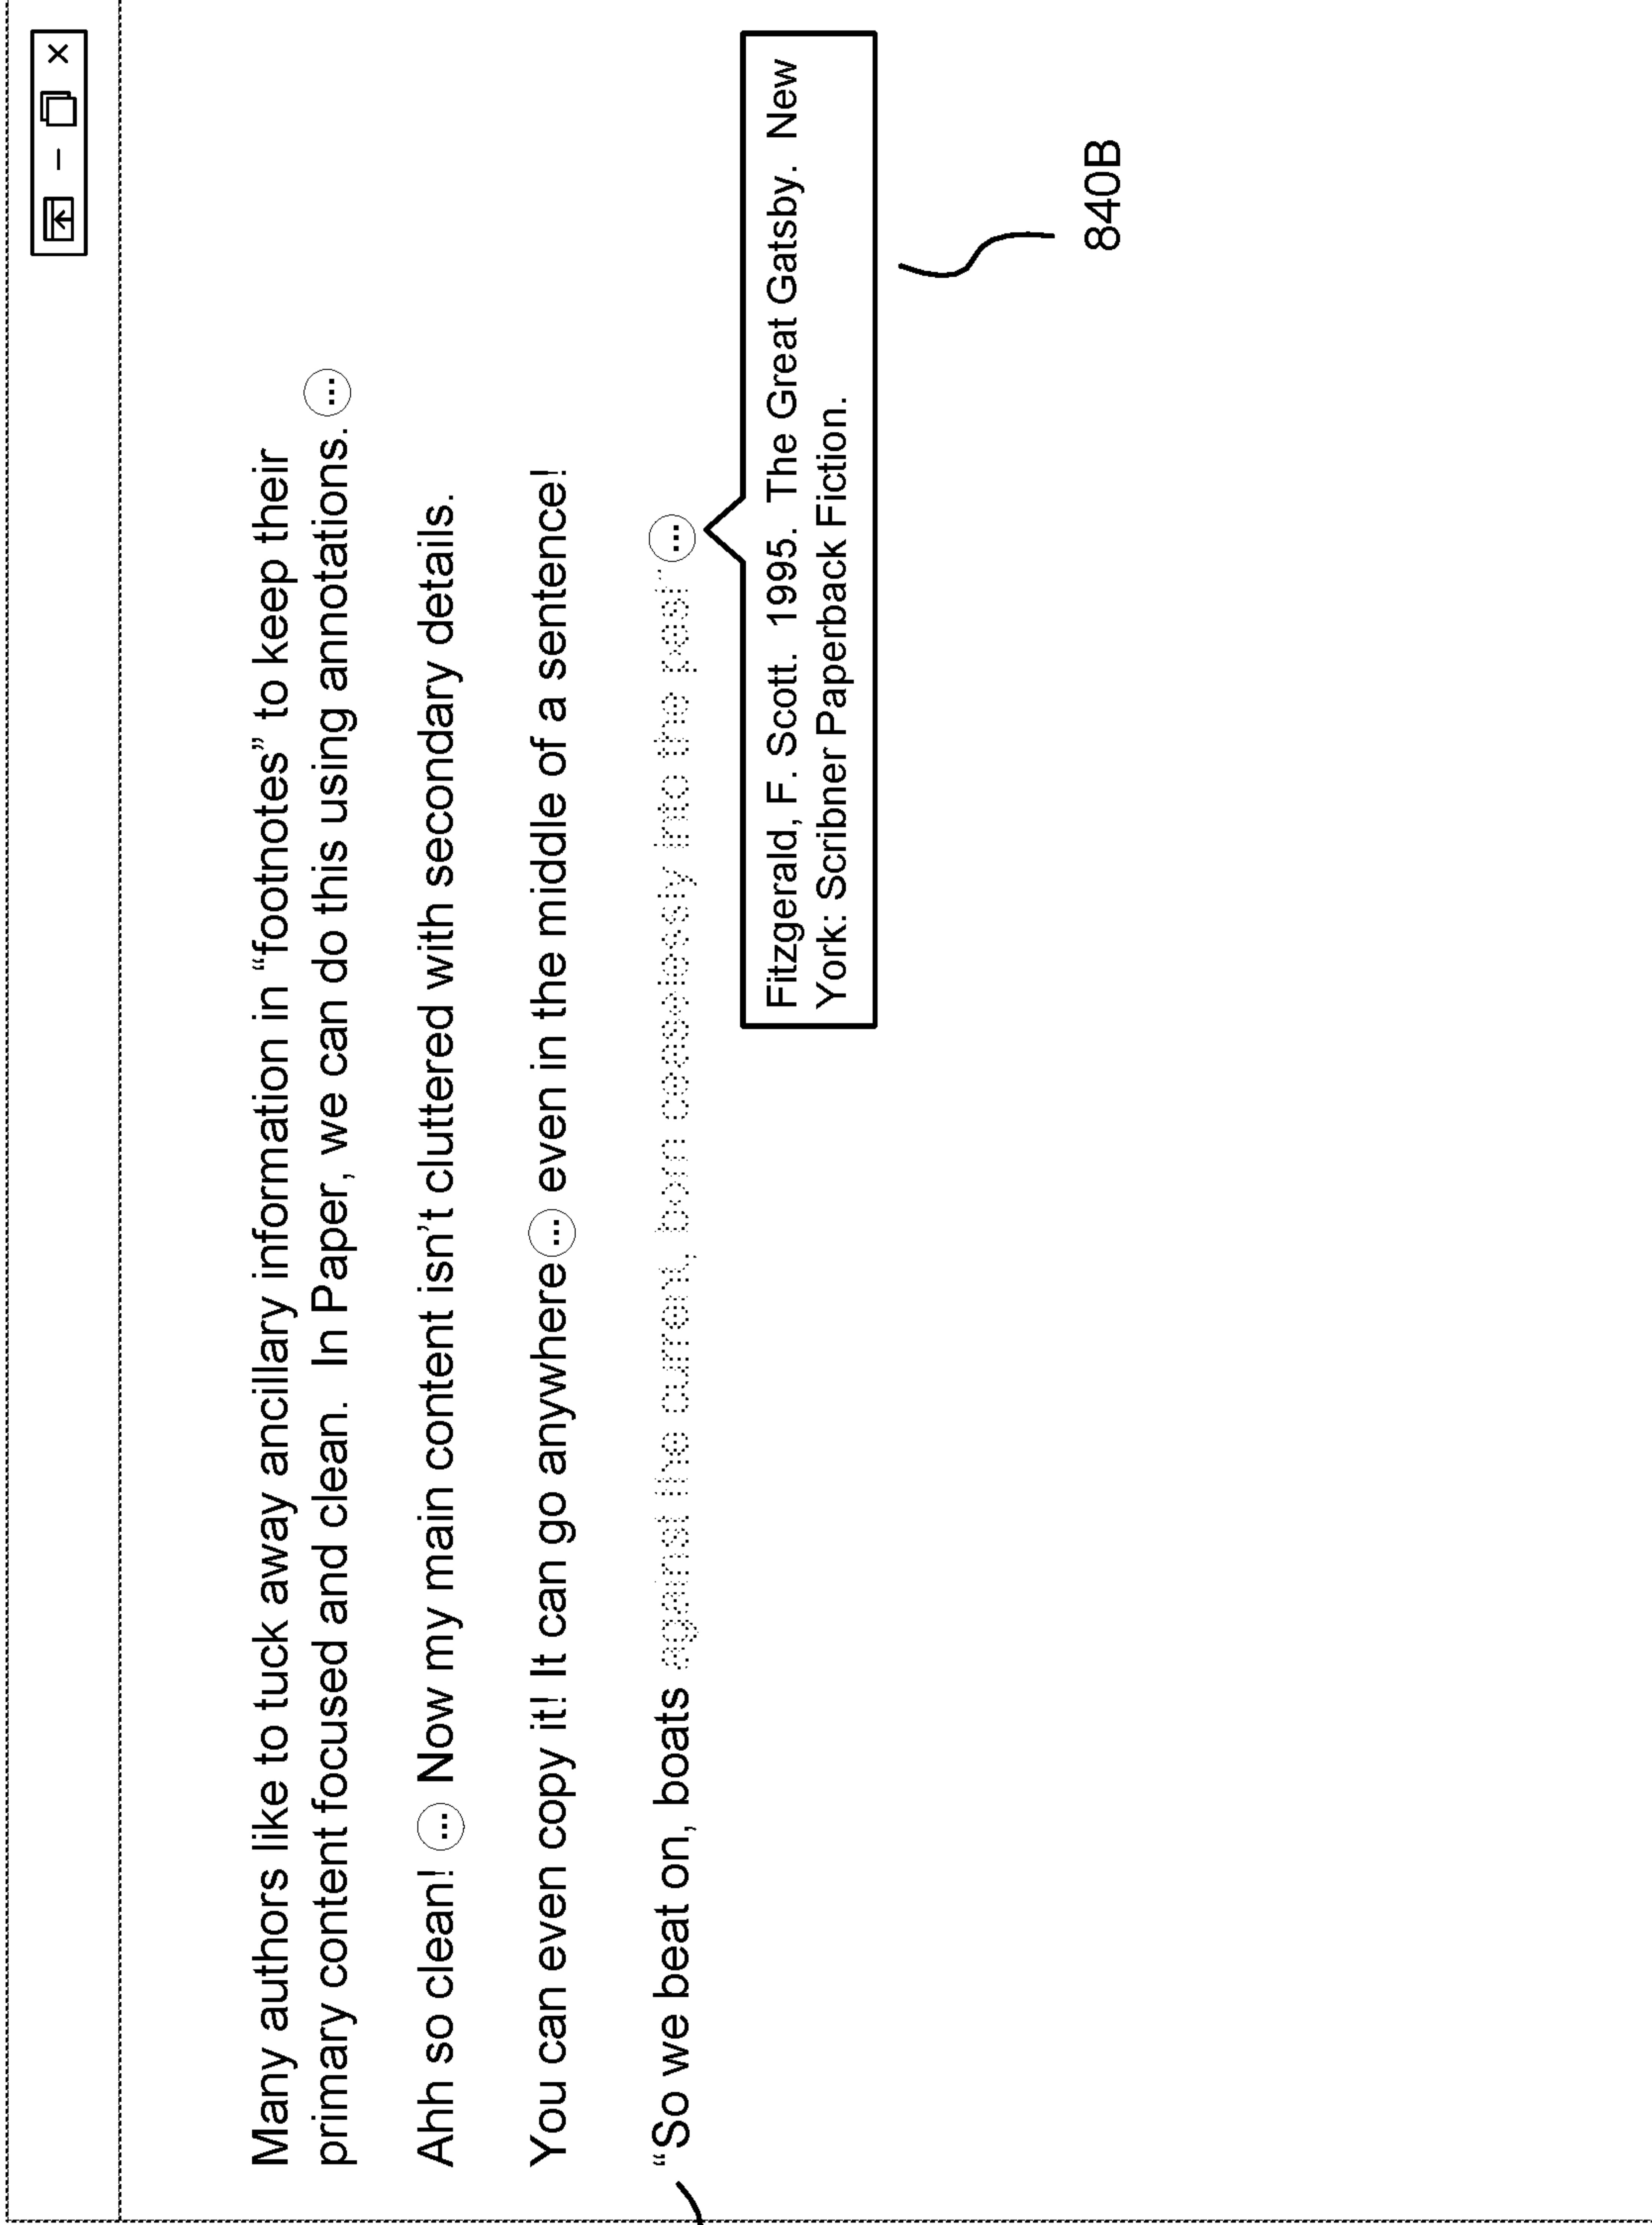 Many authors like to tuck away ancillary information in “footnotes” to keep their
primary content focused and clean. In Paper, we can do this using annotations. ...
Ahh so clean! ... Now my main content isn’t cluttered with secondary details.
You can even copy it! It can go anywhere ... even in the middle of a sentence!
“So we beat on, boats against the current, born ceaselessly into the past” ...
Fitzgerald, F. Scott. 1995. The Great Gatsby. New
York: Scribner Paperback Fiction.
840B